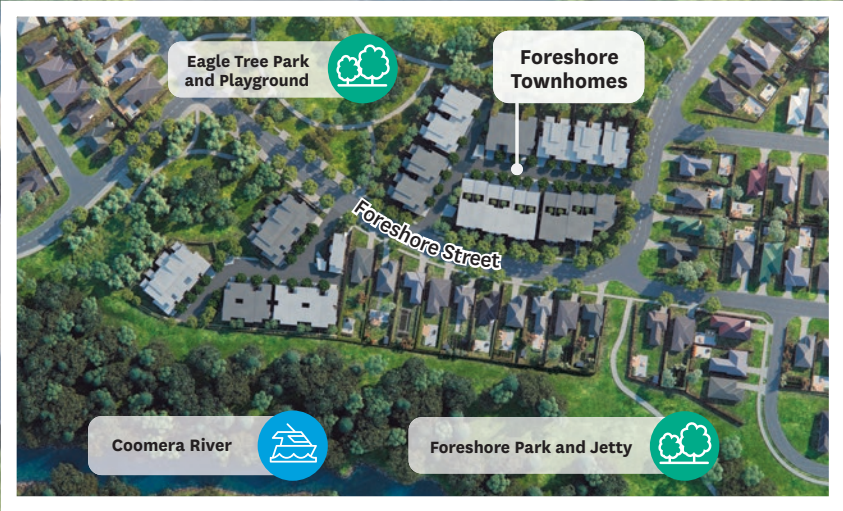 Eagle Tree Park
and Playground
Foreshore
Townhomes
Foreshore Street
Coomera River
Foreshore Park and Jetty